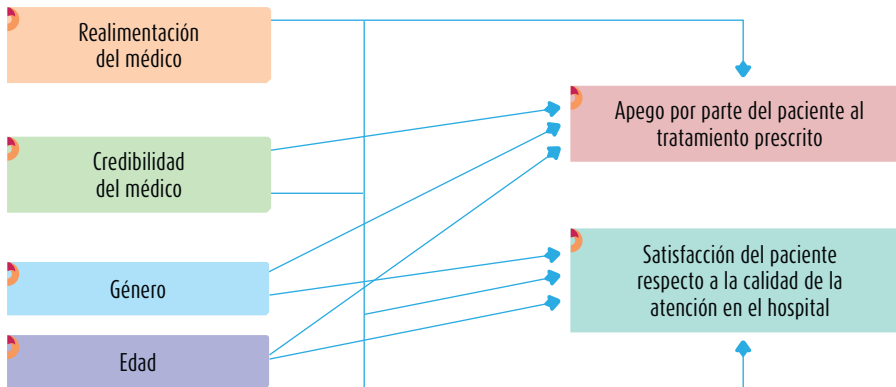 Realimentación
del médico
Apego por parte del paciente al
tratamiento prescrito
Credibilidad
del médico
Satisfacción del paciente
respecto a la calidad de la
atención en el hospital
Género
Edad